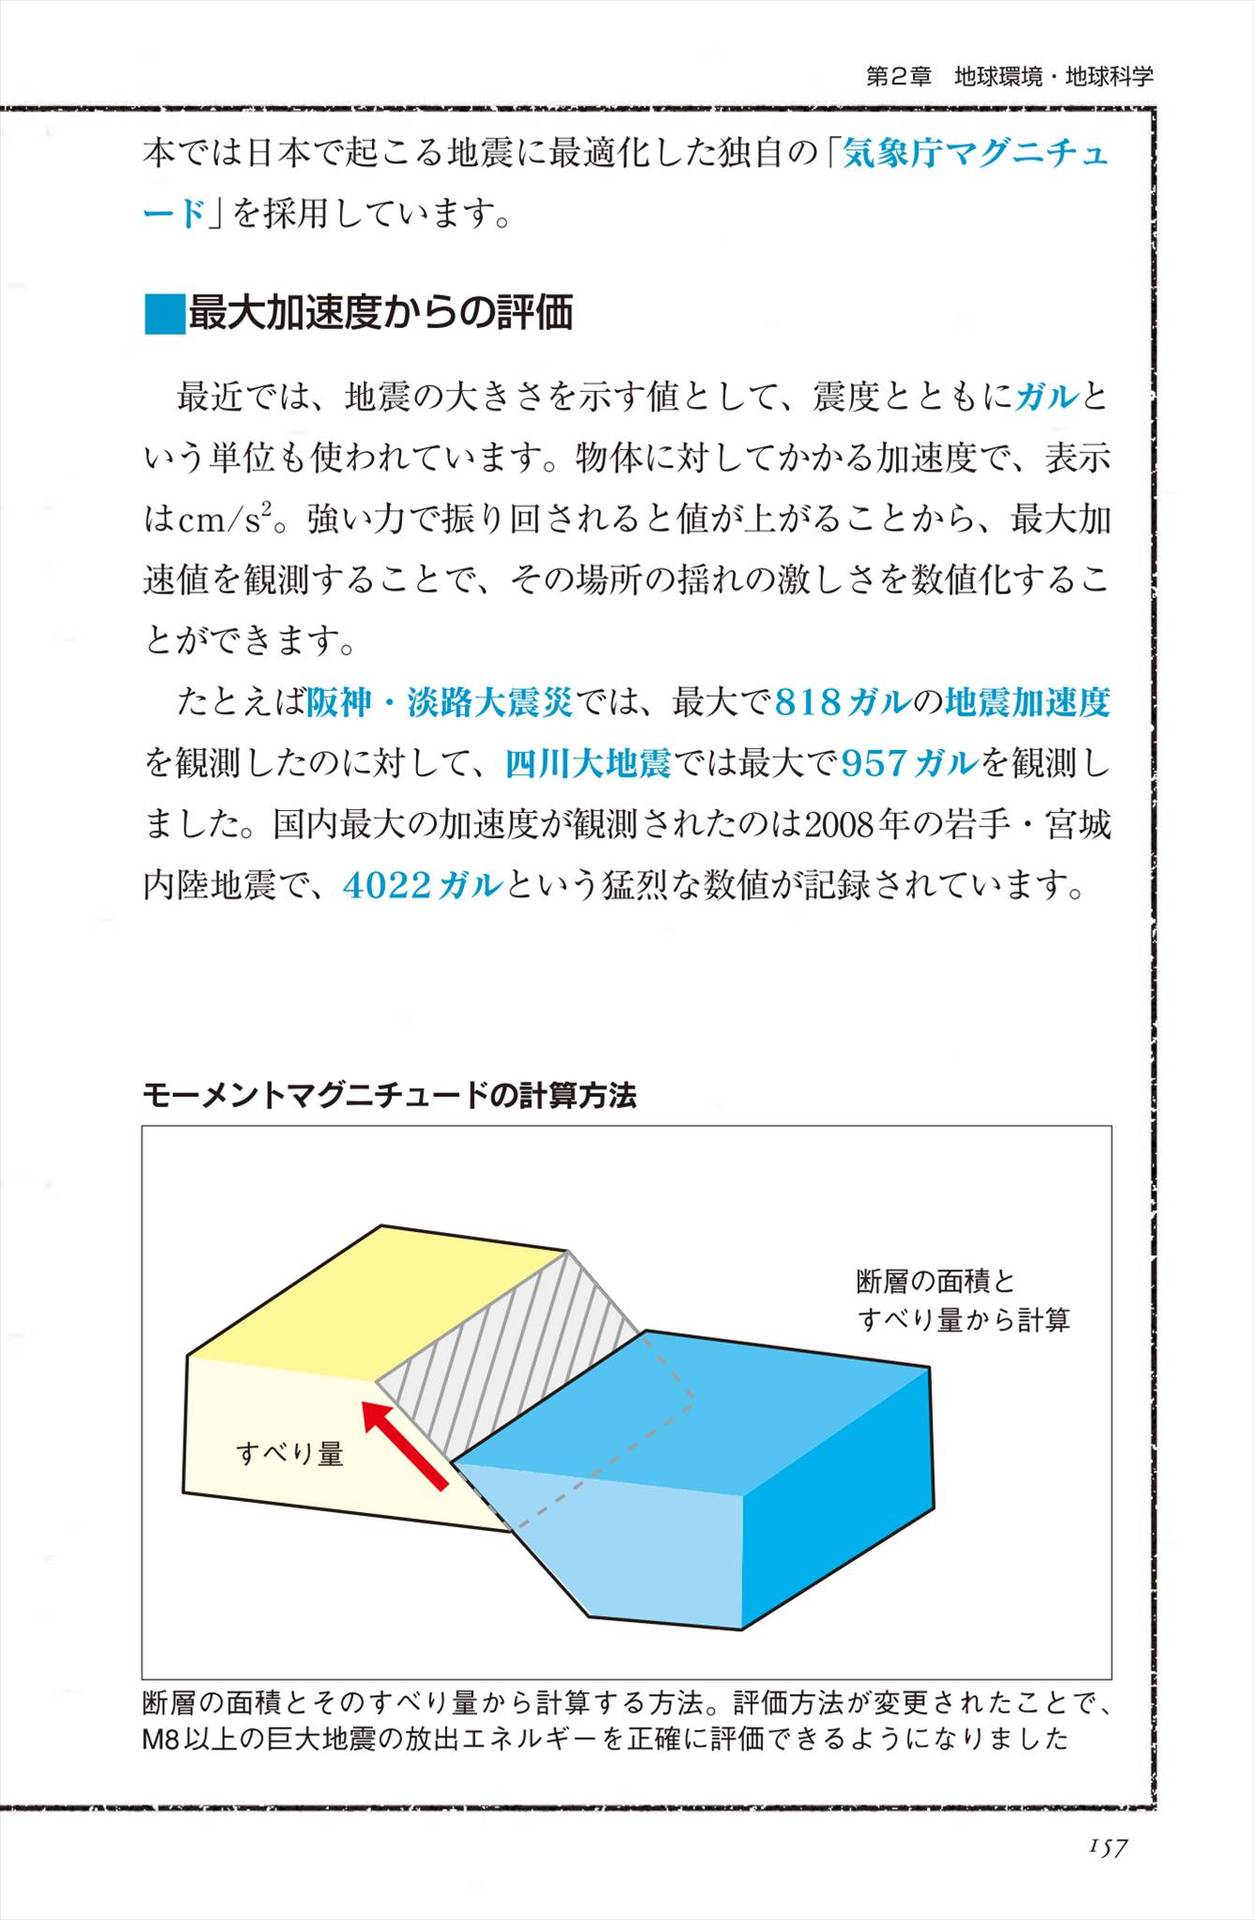 第2章　地球環境・地球科学
本では日本で起こる地震に最適化した独自の「気象庁マグニチュ
ード」を採用しています。
■最大加速度からの評価
　最近では、地震の大きさを示す値として、震度とともにガルと
いう単位も使われています。物体に対してかかる加速度で、表示
はcm/s²。強い力で振り回されると値が上がることから、最大加
速値を観測することで、その場所の揺れの激しさを数値化するこ
とができます。
　たとえば阪神・淡路大震災では、最大で818ガルの地震加速度
を観測したのに対して、四川大地震では最大で957ガルを観測し
ました。国内最大の加速度が観測されたのは2008年の岩手・宮城
内陸地震で、4022ガルという猛烈な数値が記録されています。
モーメントマグニチュードの計算方法
断層の面積と
すべり量から計算
すべり量
断層の面積とそのすべり量から計算する方法。評価方法が変更されたことで、
M8以上の巨大地震の放出エネルギーを正確に評価できるようになりました
157